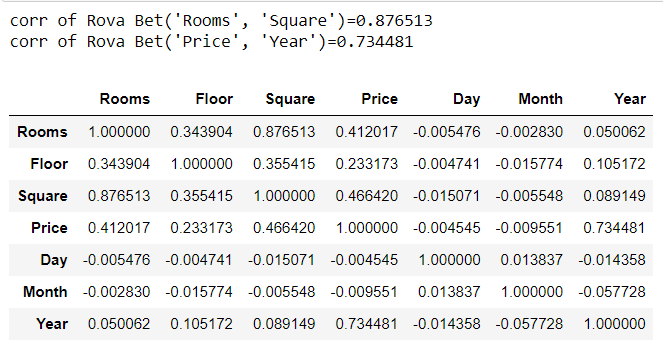 corr of Rova Bet('Rooms', 'Square')=0.876513
corr of Rova Bet('Price', 'Year')=0.734481
Rooms Floor Square Price Day Month Year
Rooms 1.000000 0.343904 0.876513 0.412017 -0.005476 -0.002830 0.050062
Floor 0.343904 1.000000 0.355415 0.233173 -0.004741 -0.015774 0.105172
Square 0.876513 0.355415 1.000000 0.466420 -0.015071 -0.005548 0.089149
Price 0.412017 0.233173 0.466420 1.000000 -0.004545 -0.009551 0.734481
Day -0.005476 -0.004741 -0.015071 -0.004545 1.000000 0.013837 -0.014358
Month -0.002830 -0.015774 -0.005548 -0.009551 0.013837 1.000000 -0.057728
Year 0.050062 0.105172 0.089149 0.734481 -0.014358 -0.057728 1.000000